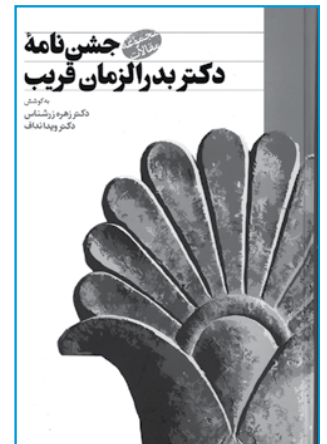 مجموعه مقالات
جشن‌نامهٔ
دکتر بدرالزمان قریب
به کوشش
دکتر زهره زرشناس
دکتر ویدا نداف